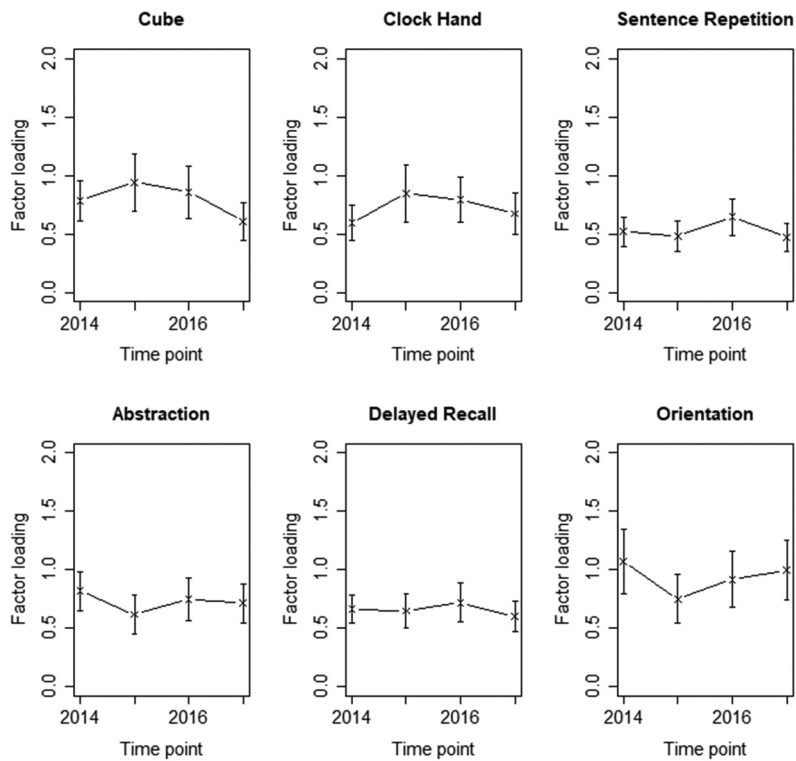 Cube
Clock Hand
Sentence Repetition
Factor loading
0.0 0.5 1.0 1.5 2.0
2014 2016
Time point
Factor loading
0.0 0.5 1.0 1.5 2.0
2014 2016
Time point
Factor loading
0.0 0.5 1.0 1.5 2.0
2014 2016
Time point
Abstraction
Delayed Recall
Orientation
Factor loading
0.0 0.5 1.0 1.5 2.0
2014 2016
Time point
Factor loading
0.0 0.5 1.0 1.5 2.0
2014 2016
Time point
Factor loading
0.0 0.5 1.0 1.5 2.0
2014 2016
Time point